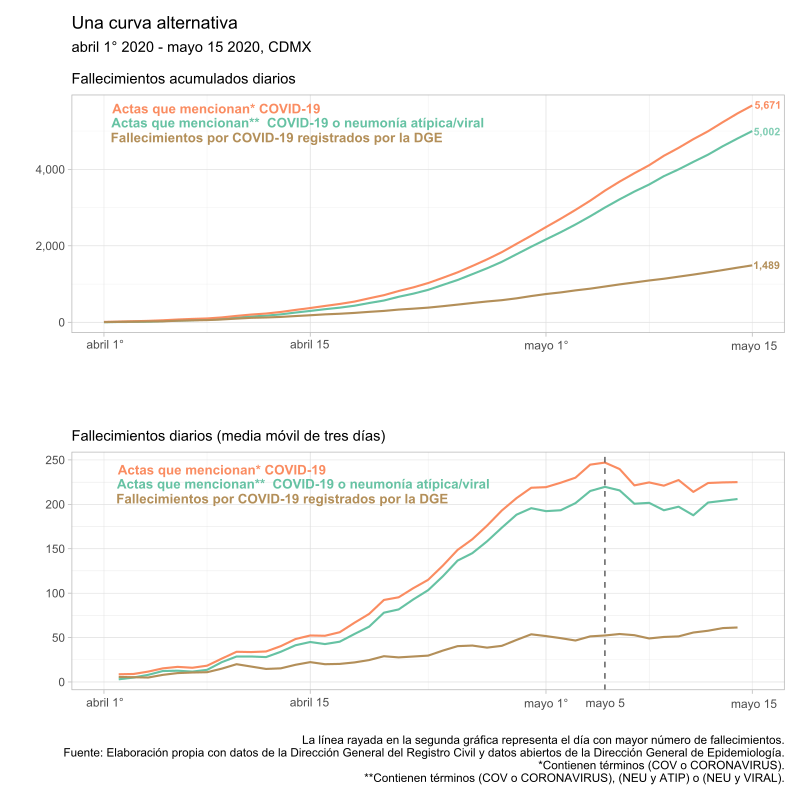 Una curva alternativa
abril 1° 2020 - mayo 15 2020, CDMX
Fallecimientos acumulados diarios
Actas que mencionan* COVID-19
Actas que mencionan**  COVID-19 o neumonía atípica/viral
Fallecimientos por COVID-19 registrados por la DGE
5,671
5,002
1,489
4,000
2,000
0
abril 1°
abril 15
mayo 1°
mayo 15
Fallecimientos diarios (media móvil de tres días)
Actas que mencionan* COVID-19
Actas que mencionan**  COVID-19 o neumonía atípica/viral
Fallecimientos por COVID-19 registrados por la DGE
250
200
150
100
50
0
abril 1°
abril 15
mayo 1°
mayo 5
mayo 15
La línea rayada en la segunda gráfica representa el día con mayor número de fallecimientos.
Fuente: Elaboración propia con datos de la Dirección General del Registro Civil y datos abiertos de la Dirección General de Epidemiología.
*Contienen términos (COV o CORONAVIRUS).
**Contienen términos (COV o CORONAVIRUS), (NEU y ATIP) o (NEU y VIRAL).